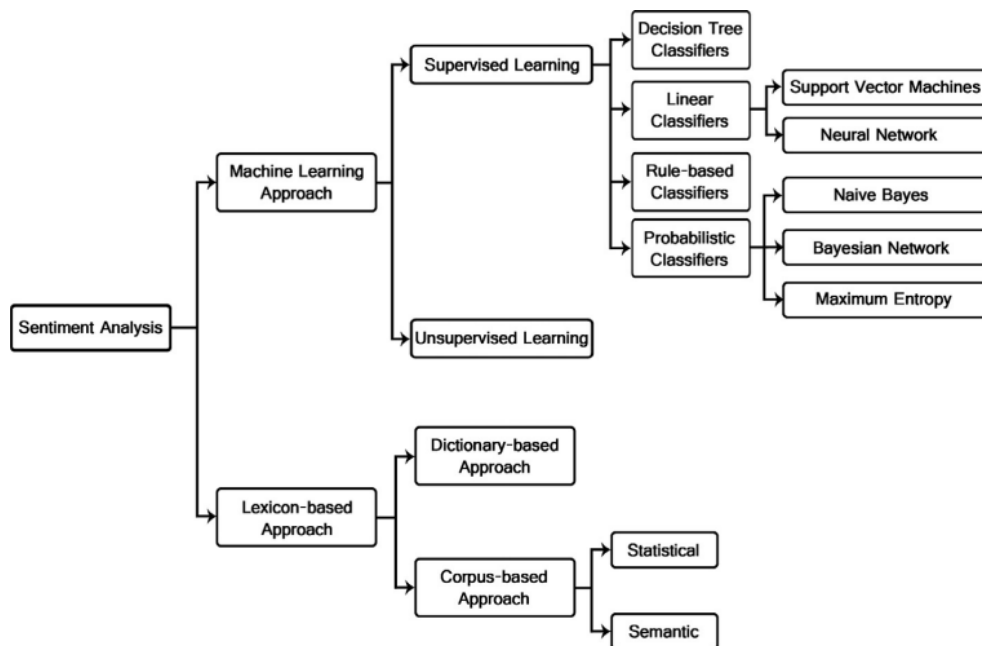 Decision Tree
Classifiers
Supervised Learning
Linear
Classifiers
Support Vector Machines
Neural Network
Machine Learning
Approach
Rule-based
Classifiers
Naive Bayes
Probabilistic
Classifiers
Bayesian Network
Maximum Entropy
Sentiment Analysis
Unsupervised Learning
Dictionary-based
Approach
Lexicon-based
Approach
Corpus-based
Approach
Statistical
Semantic